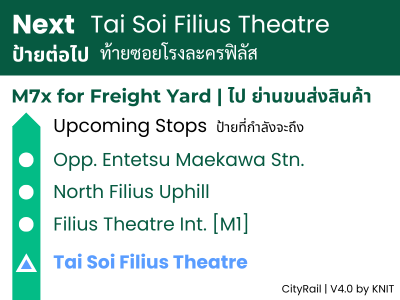 Next Tai Soi Filius Theatre
ป้ายต่อไป ท้ายซอยโรงละครฟิลัส
M7x for Freight Yard | ไป ย่านขนส่งสินค้า
Upcoming Stops ป้ายที่กำลังจะถึง
Opp. Entetsu Maekawa Stn.
North Filius Uphill
Filius Theatre Int. [M1]
Tai Soi Filius Theatre
CityRail | V4.0 by KNIT